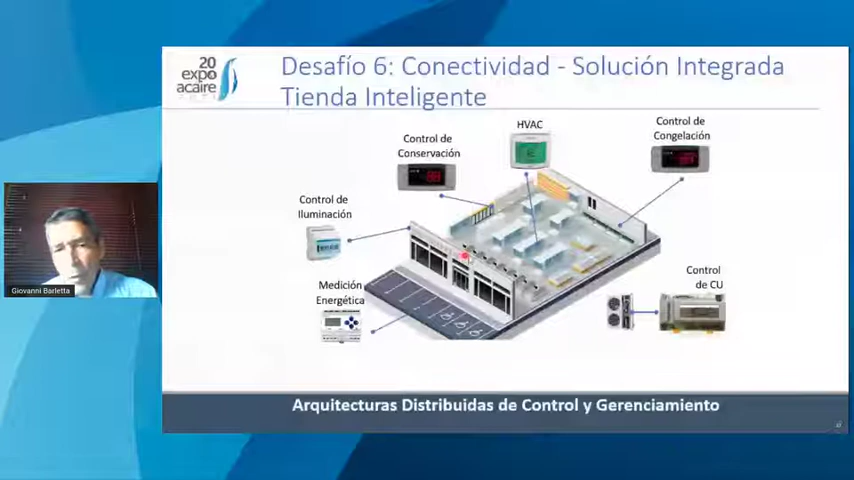 20
expo
acaire
Desafío 6: Conectividad - Solución Integrada
Tienda Inteligente
HVAC
Control de
Congelación
Control de
Conservación
Control de
Iluminación
Medición
Energética
Control
de CU
Giovanni Barletta
Arquitecturas Distribuidas de Control y Gerenciamiento